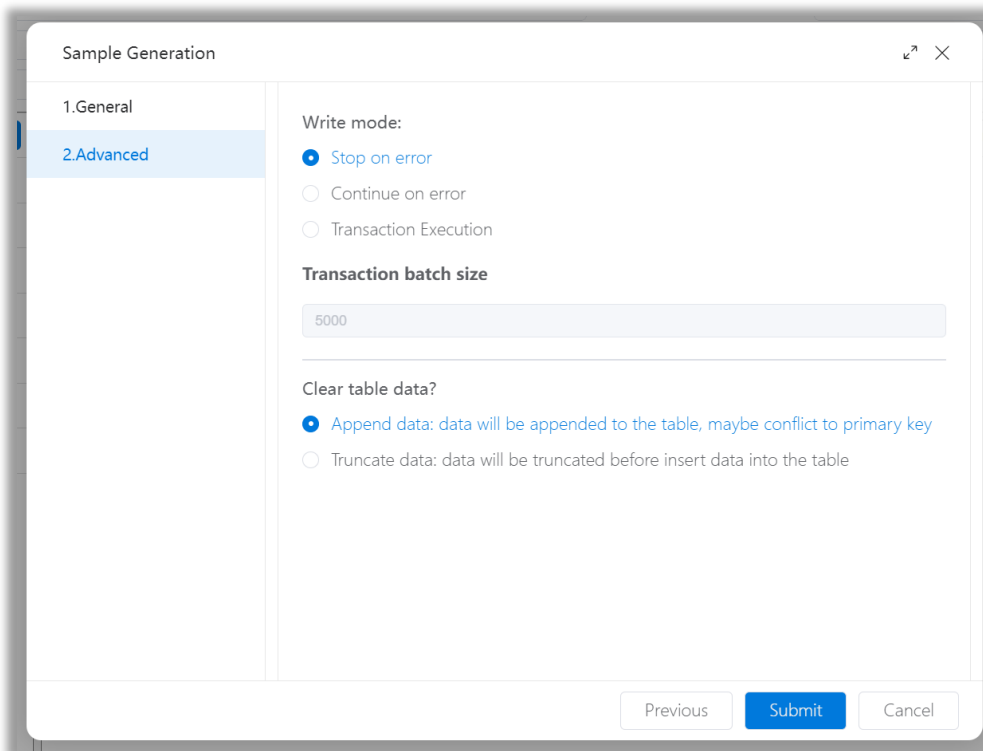 Sample Generation
1.General
2.Advanced
Write mode:
Stop on error
Continue on error
Transaction Execution
Transaction batch size
5000
Clear table data?
Append data: data will be appended to the table, maybe conflict to primary key
Truncate data: data will be truncated before insert data into the table
Previous
Submit
Cancel